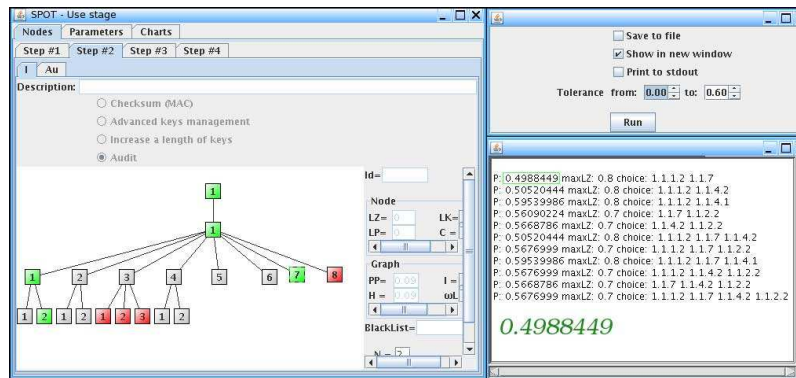 SPOT - Use stage
Nodes Parameters Charts
Step #1 Step #2 Step #3 Step #4
I Au
Description:
Checksum (MAC)
Advanced keys management
Increase a length of keys
Audit
1
1
1 2 3 4 5 6 7 8
1 2 1 2 1 2 3 1 2
Id=
Node
LZ= 0 LK=
LP= 0 C =
Graph
PP= 0.09 I =
H = 0.09 ωL
BlackList=
N = 2
Save to file
Show in new window
Print to stdout
Tolerance from: 0.00 to: 0.60
Run
P: 0.4988449 maxLZ: 0.8 choice: 1.1.1.2 1.1.7
P: 0.50520444 maxLZ: 0.8 choice: 1.1.1.2 1.1.4.2
P: 0.59539986 maxLZ: 0.8 choice: 1.1.1.2 1.1.4.1
P: 0.56090224 maxLZ: 0.7 choice: 1.1.7 1.1.2.2
P: 0.5668786 maxLZ: 0.7 choice: 1.1.4.2 1.1.2.2
P: 0.50520444 maxLZ: 0.8 choice: 1.1.1.2 1.1.7 1.1.4.2
P: 0.5676999 maxLZ: 0.7 choice: 1.1.1.2 1.1.7 1.1.2.2
P: 0.59539986 maxLZ: 0.8 choice: 1.1.1.2 1.1.7 1.1.4.1
P: 0.5676999 maxLZ: 0.7 choice: 1.1.1.2 1.1.4.2 1.1.2.2
P: 0.5668786 maxLZ: 0.7 choice: 1.1.7 1.1.4.2 1.1.2.2
P: 0.5676999 maxLZ: 0.7 choice: 1.1.1.2 1.1.7 1.1.4.2 1.1.2.2
0.4988449